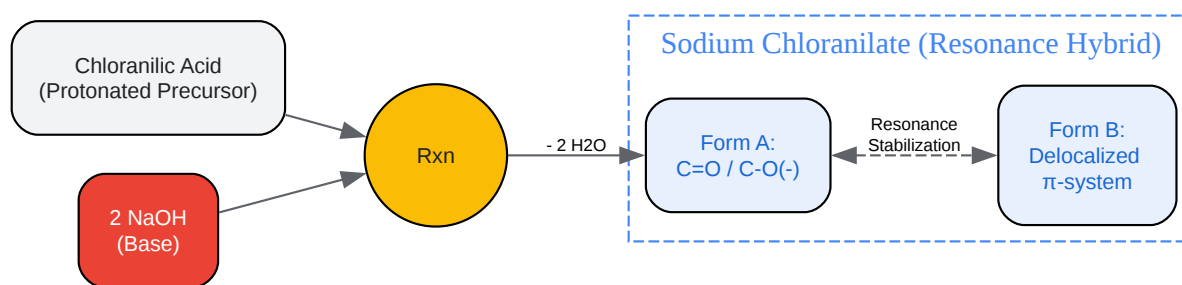 Chloranilic Acid
(Protonated Precursor)
2 NaOH
(Base)
Rxn
- 2 H2O
Sodium Chloranilate (Resonance Hybrid)
Form A:
C=O / C-O(-)
Resonance
Stabilization
Form B:
Delocalized
π-system